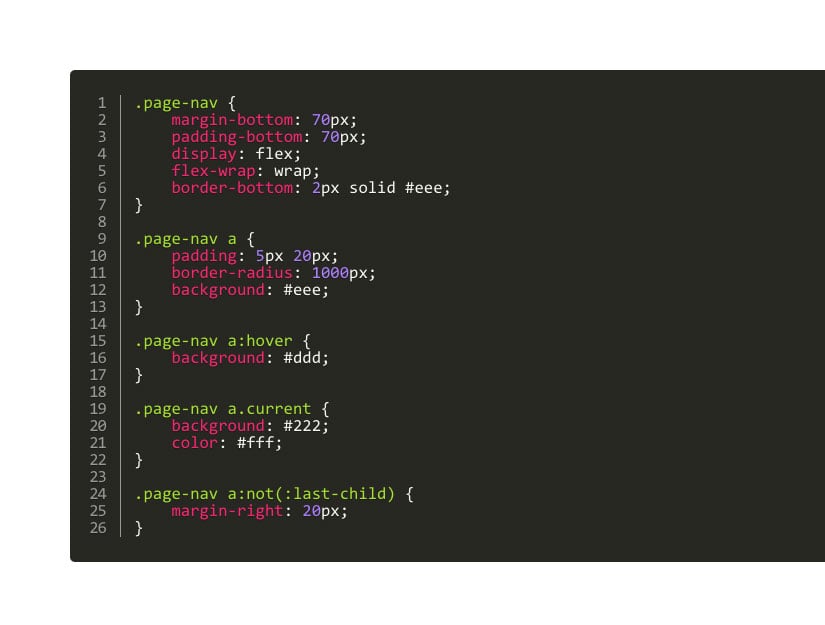 1 .page-nav {
2     margin-bottom: 70px;
3     padding-bottom: 70px;
4     display: flex;
5     flex-wrap: wrap;
6     border-bottom: 2px solid #eee;
7 }
8
9 .page-nav a {
10     padding: 5px 20px;
11     border-radius: 1000px;
12     background: #eee;
13 }
14
15 .page-nav a:hover {
16     background: #ddd;
17 }
18
19 .page-nav a.current {
20     background: #222;
21     color: #fff;
22 }
23
24 .page-nav a:not(:last-child) {
25     margin-right: 20px;
26 }